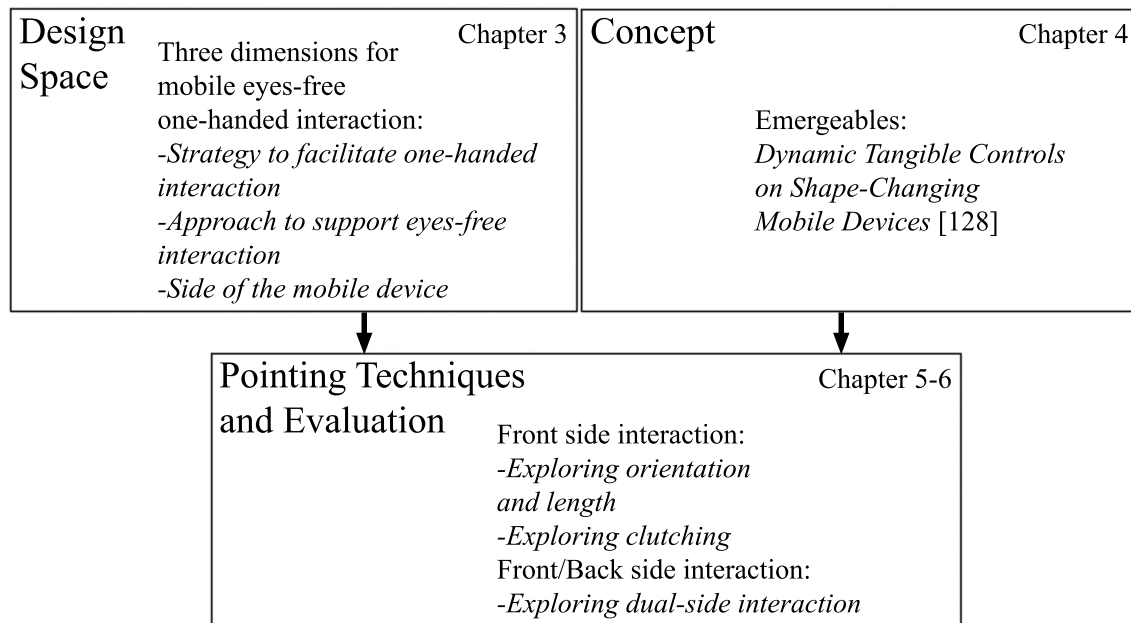 Design
Space
Chapter 3
Three dimensions for
mobile eyes-free
one-handed interaction:
-Strategy to facilitate one-handed
interaction
-Approach to support eyes-free
interaction
-Side of the mobile device
Concept
Chapter 4
Emergeables:
Dynamic Tangible Controls
on Shape-Changing
Mobile Devices [128]
Pointing Techniques
and Evaluation
Chapter 5-6
Front side interaction:
-Exploring orientation
and length
-Exploring clutching
Front/Back side interaction:
-Exploring dual-side interaction